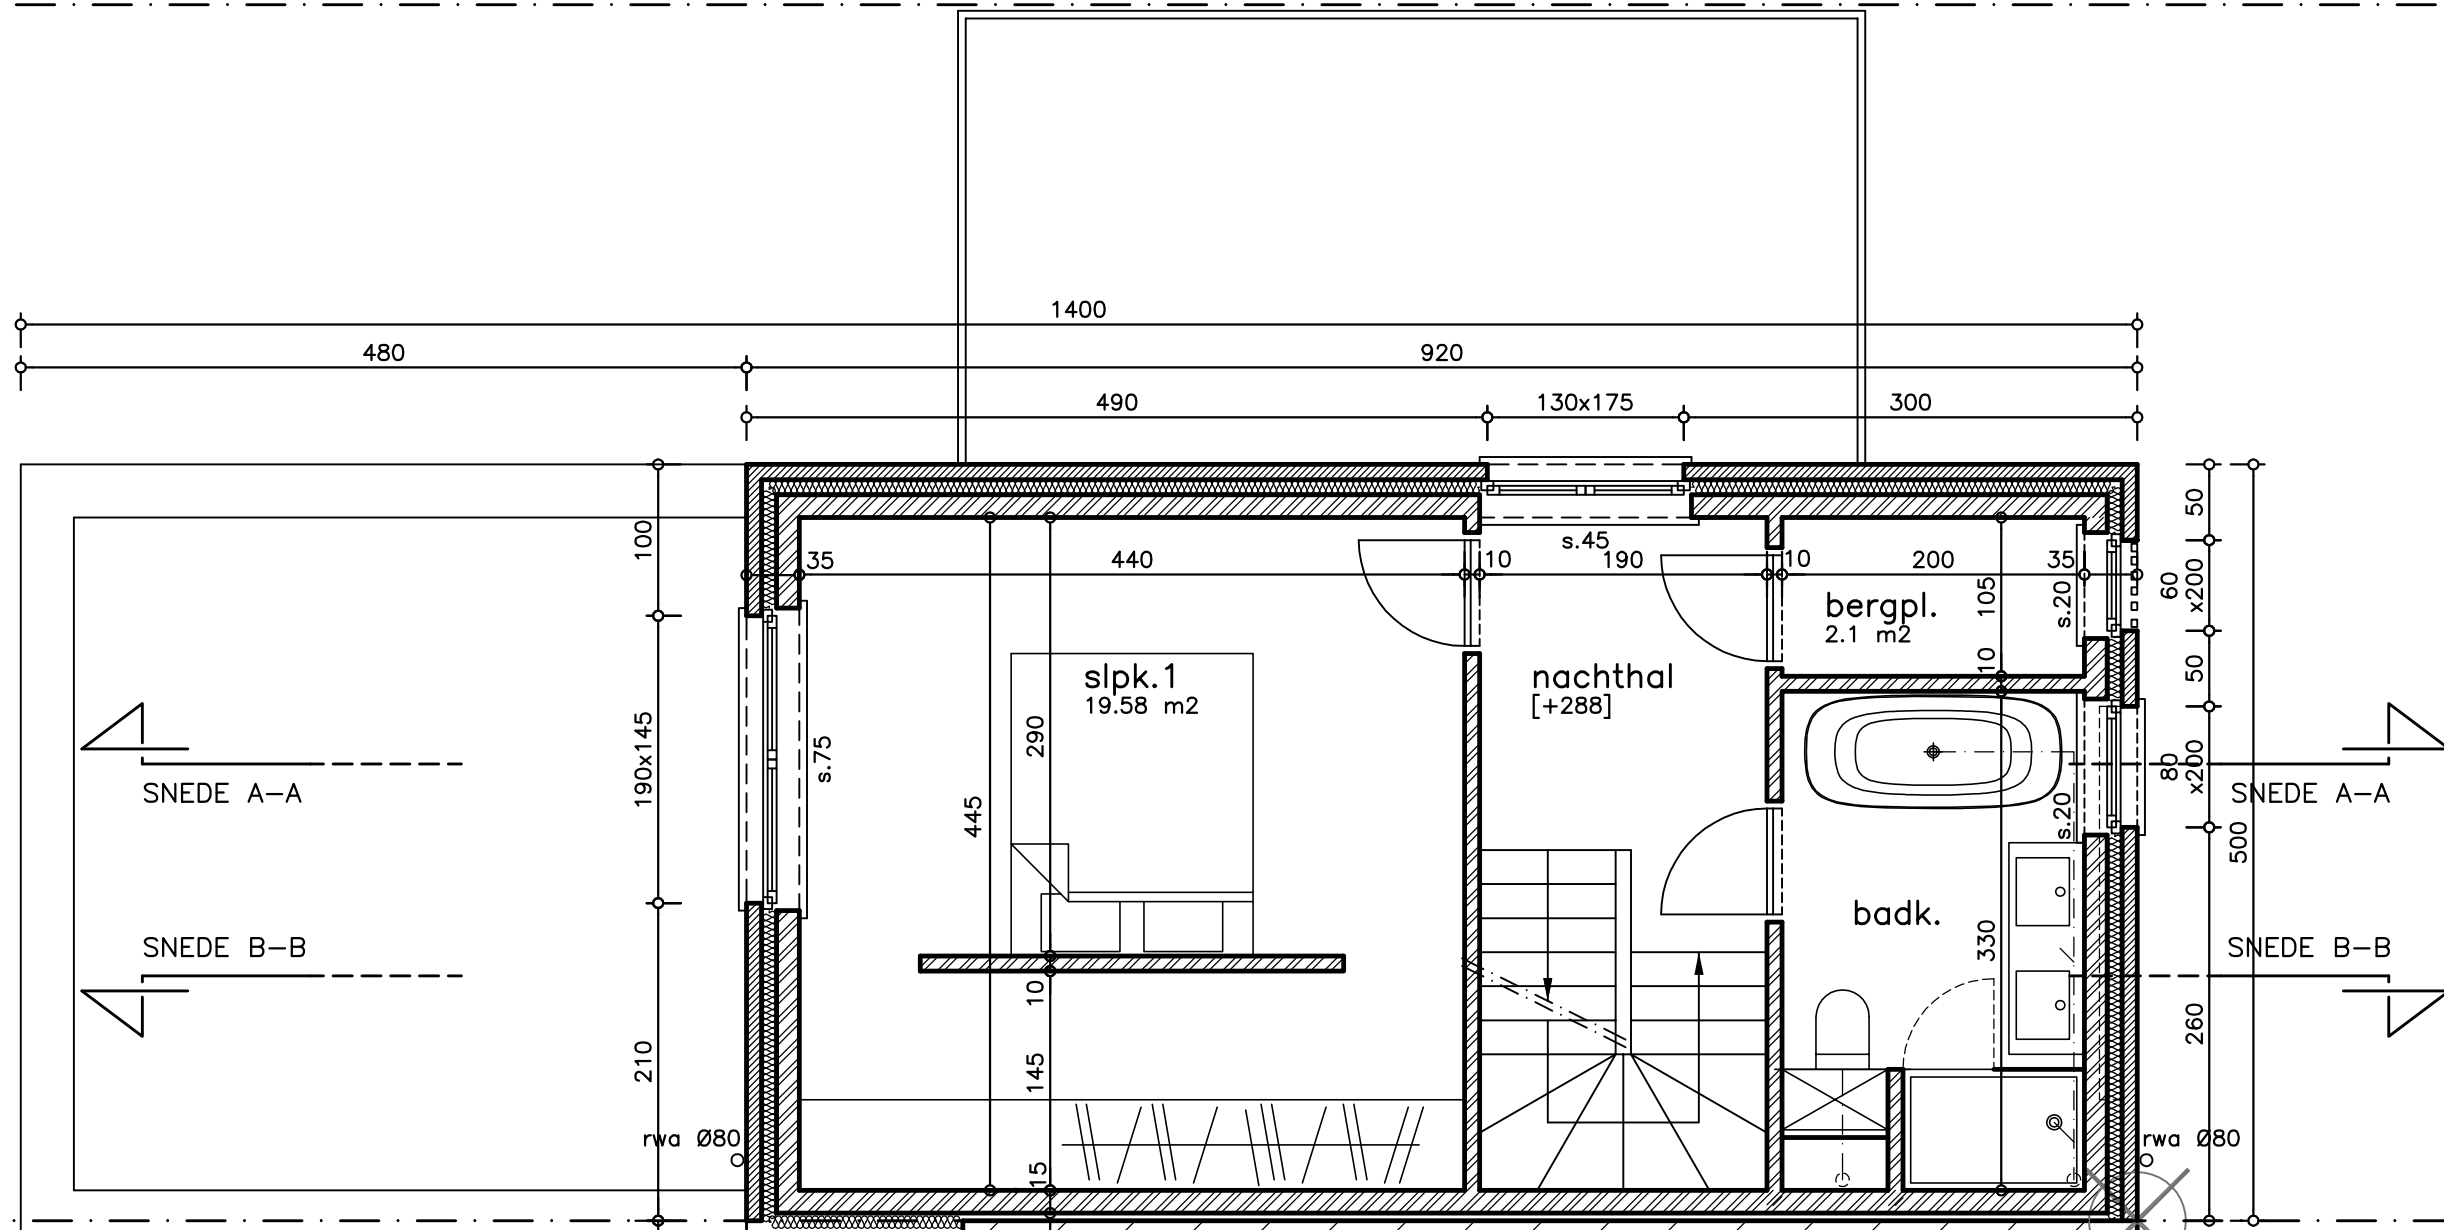 1400
480
920
490
130x175
300
100
50
s.45
35
440
10
190
10
200
35
105
s.20
60
x200
bergpl.
2.1 m2
10
50
slpk.1
19.58 m2
nachthal
[+288]
290
190x145
s.75
80
x200
SNEDE A-A
SNEDE A-A
445
s.20
500
badk.
SNEDE B-B
SNEDE B-B
330
10
260
145
210
rwa Ø80
rwa Ø80
15